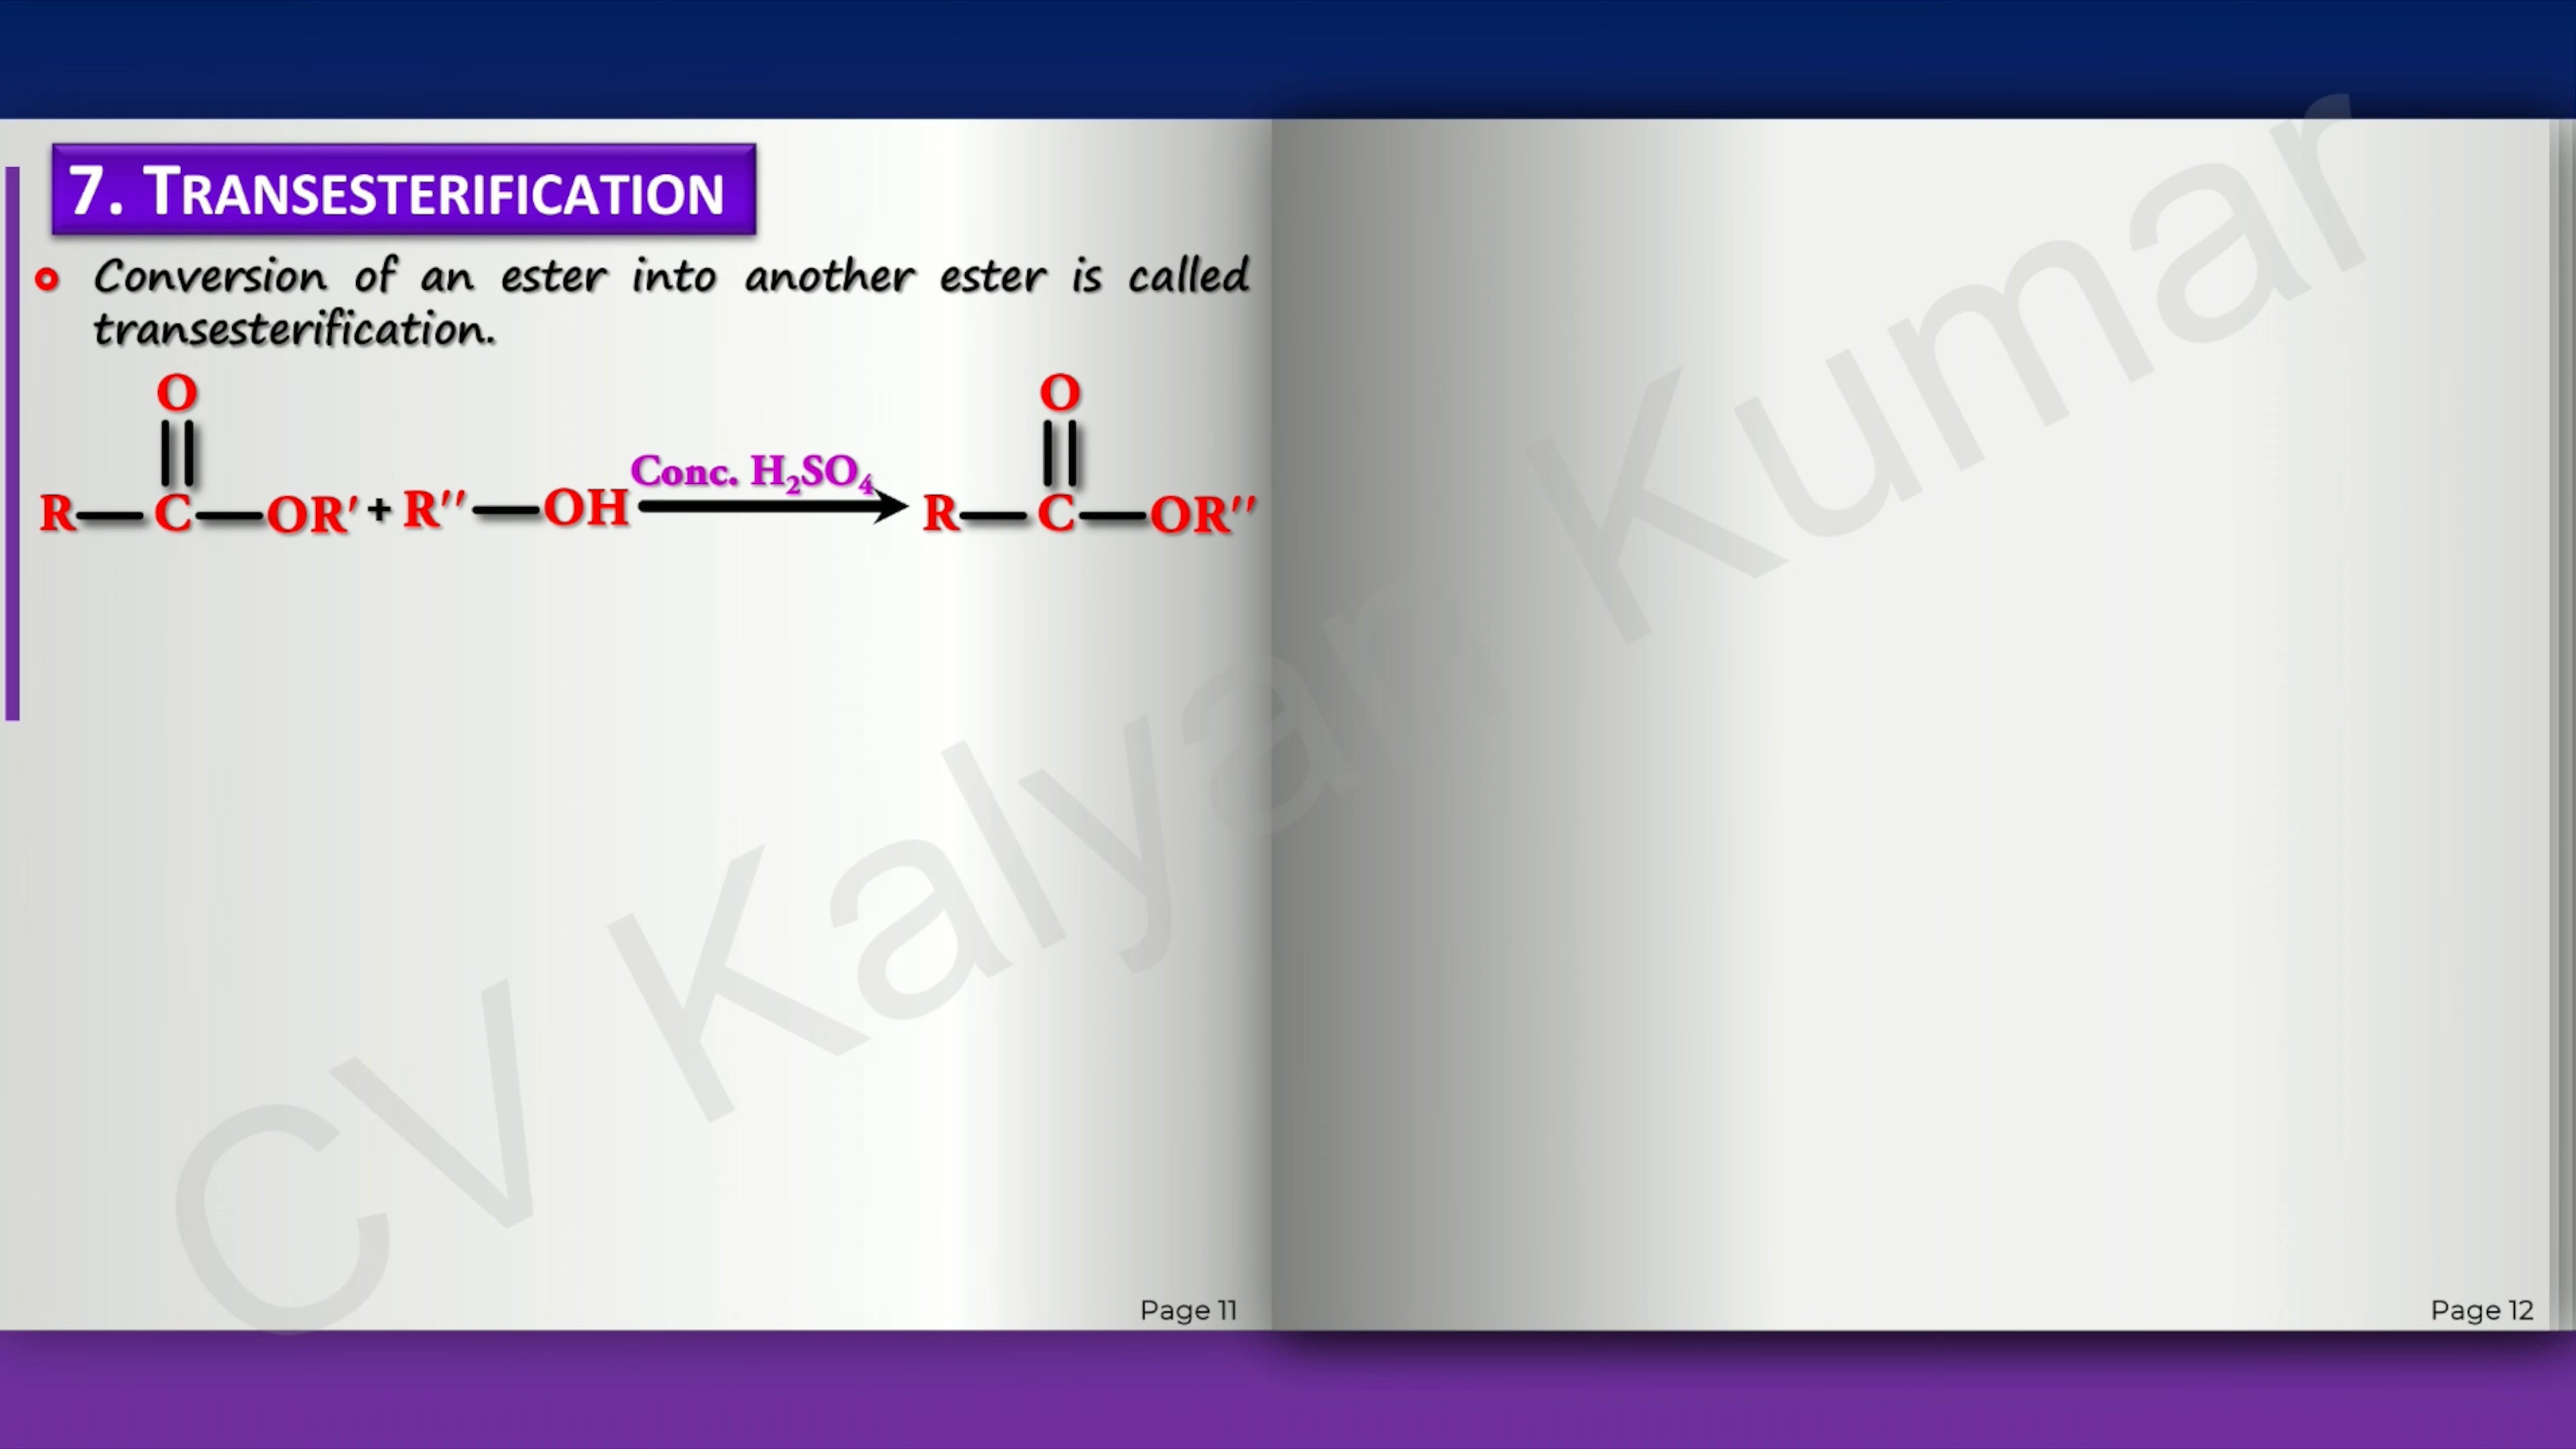 7. TRANSESTERIFICATION
Conversion of an ester into another ester is called
transesterification.
O O
Conc. H₂SO₄
R—C—OR′ + R″—OH R—C—OR″
CV Kalyan Kumar
Page 11 Page 12